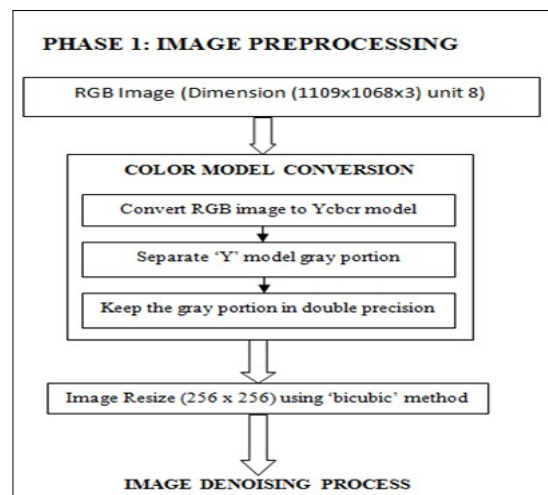 PHASE 1: IMAGE PREPROCESSING
RGB Image (Dimension (1109x1068x3) unit 8)
COLOR MODEL CONVERSION
Convert RGB image to Ycbcr model
Separate ‘Y’ model gray portion
Keep the gray portion in double precision
Image Resize (256 x 256) using ‘bicubic’ method
IMAGE DENOISING PROCESS